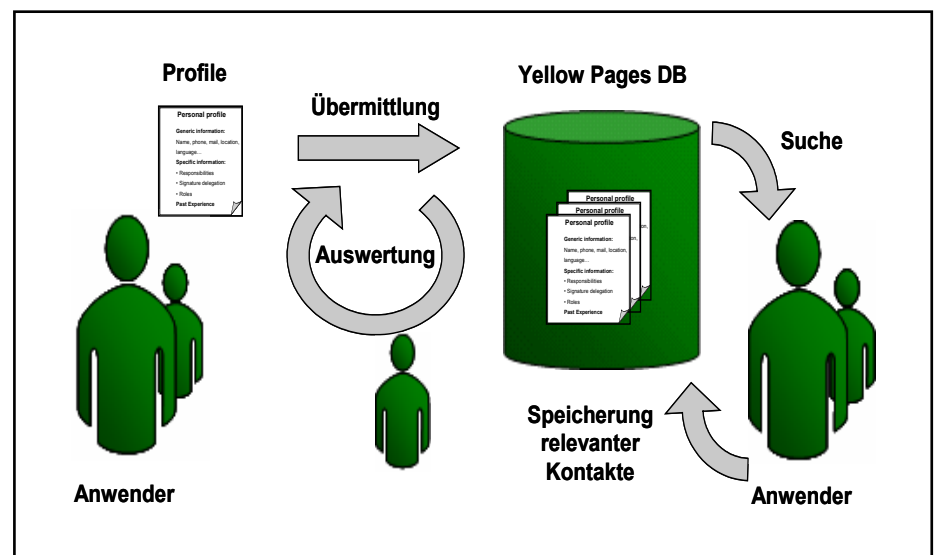 Profile
Yellow Pages DB
Übermittlung
Suche
Personal profile
Generic information:
Name, phone, mail, location,
language...
Specific information:
• Responsibilities
• Signature delegation
• Roles
Past Experience
Auswertung
Personal profile
Personal profile
Personal profile
Generic information:
Name, phone, mail, location,
language...
Specific information:
• Responsibilities
• Signature delegation
• Roles
Past Experience
on,
on,
Speicherung
relevanter
Kontakte
Anwender
Anwender